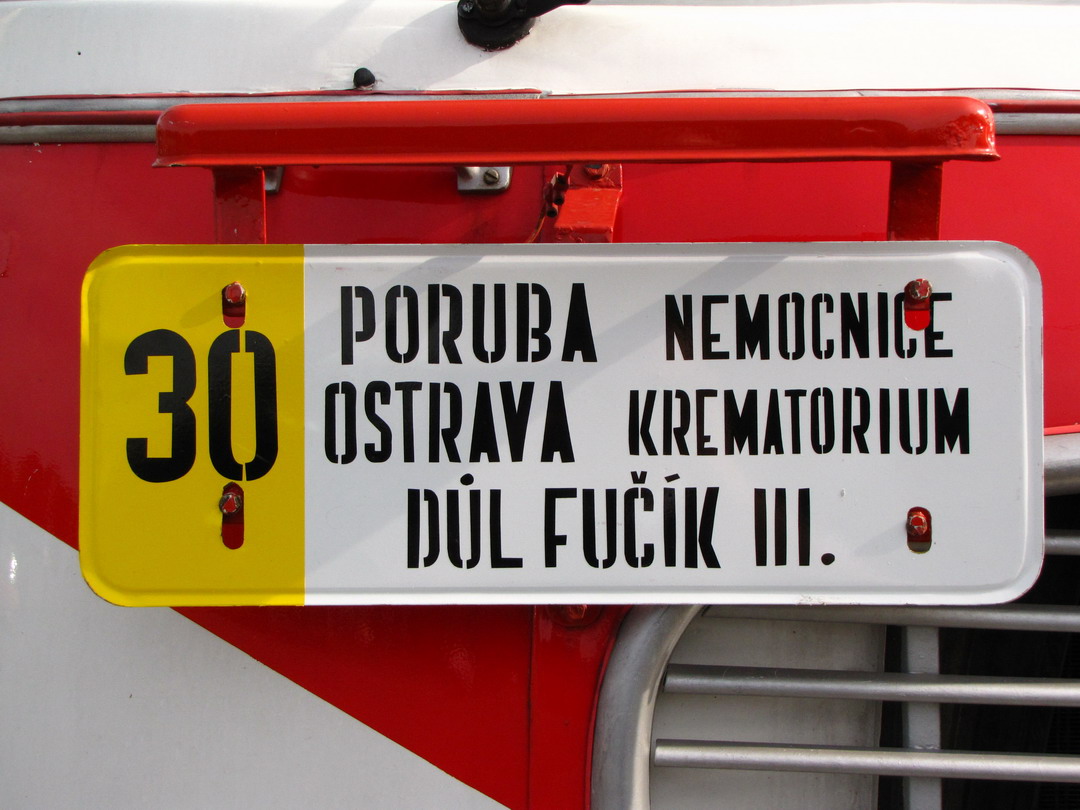 30
PORUBA NEMOCNICE
OSTRAVA KREMATORIUM
DŮL FUČÍK III.